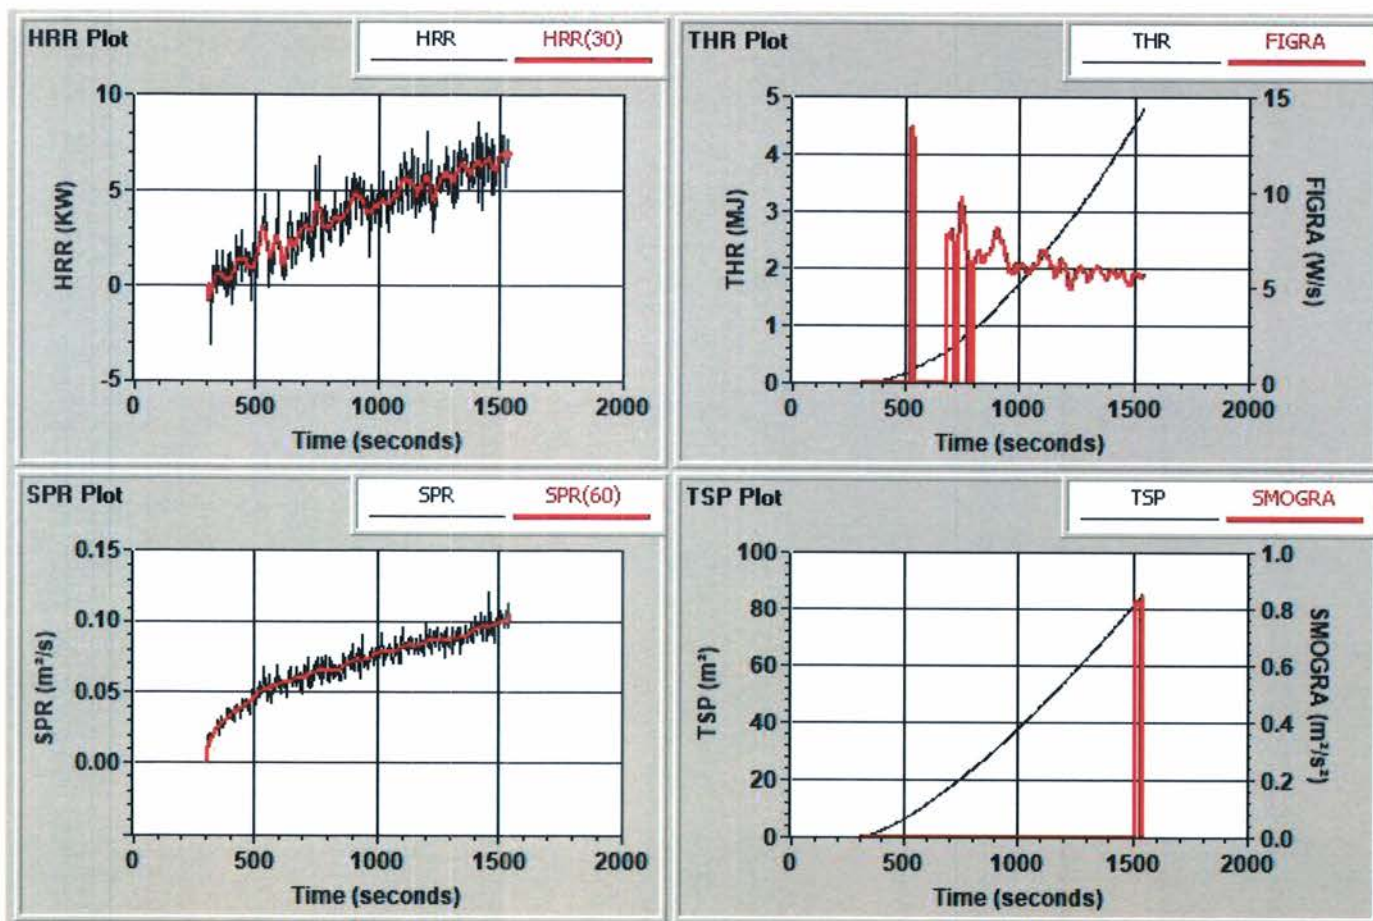 HRR Plot
HRR HRR(30)
10
5
0
-5
HRR (KW)
0 500 1000 1500 2000
Time (seconds)
THR Plot
THR FIGRA
5
4
3
2
1
0
THR (MJ)
15
10
5
0
FIGRA (W/s)
0 500 1000 1500 2000
Time (seconds)
SPR Plot
SPR SPR(60)
0.15
0.10
0.05
0.00
SPR (m²/s)
0 500 1000 1500 2000
Time (seconds)
TSP Plot
TSP SMOGRA
100
80
60
40
20
0
TSP (m²)
1.0
0.8
0.6
0.4
0.2
0.0
SMOGRA (m²/s²)
0 500 1000 1500 2000
Time (seconds)